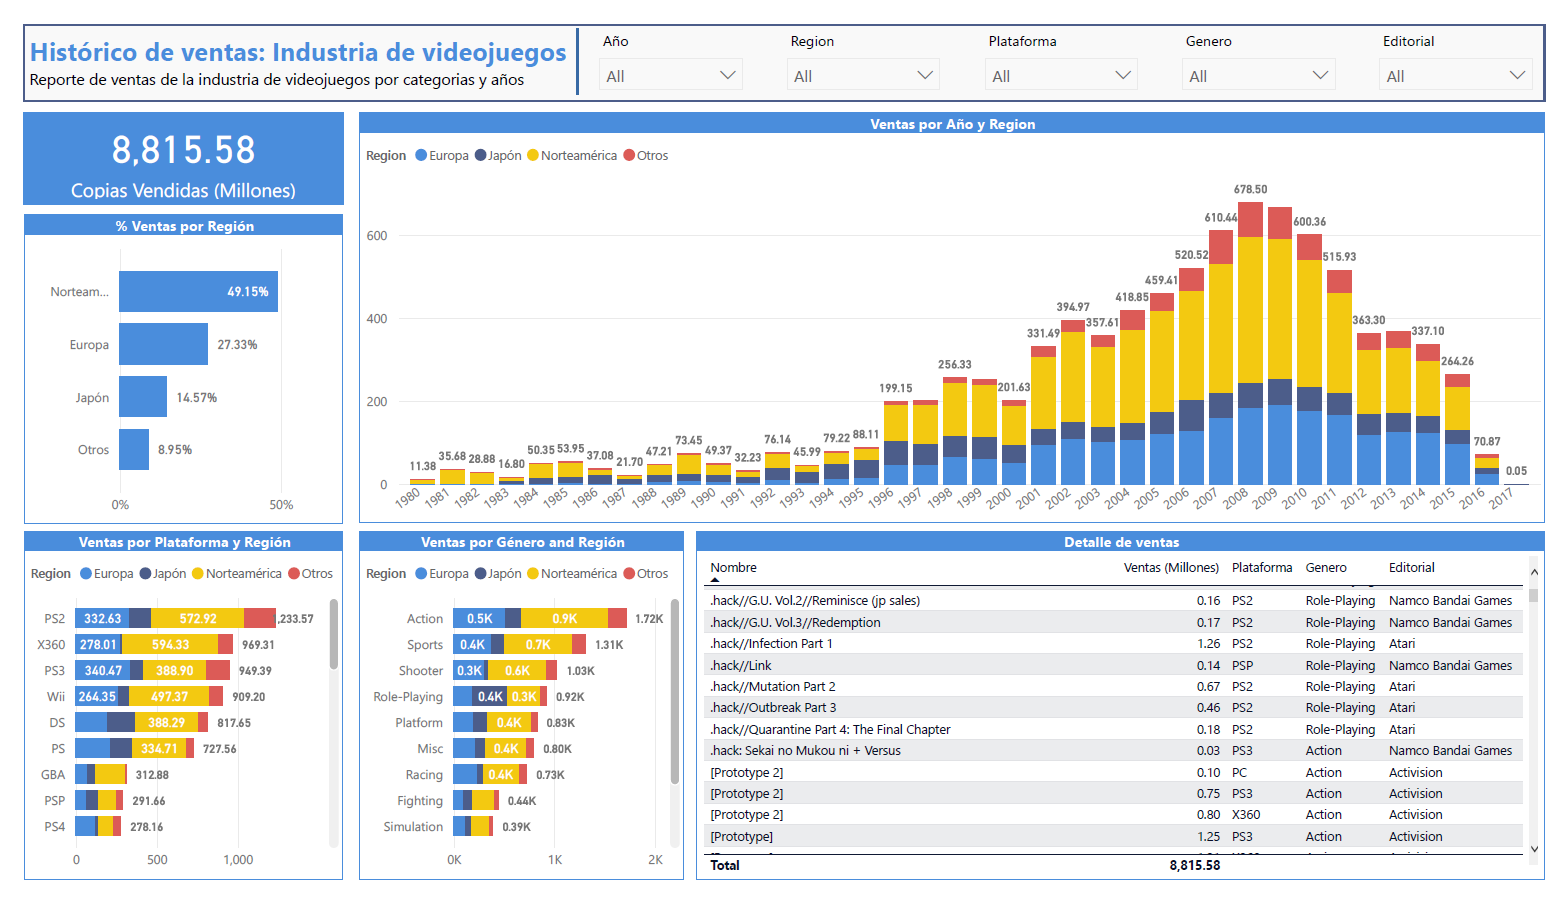 Histórico de ventas: Industria de videojuegos
Reporte de ventas de la industria de videojuegos por categorias y años
Año
All
Region
All
Plataforma
All
Genero
All
Editorial
All
8,815.58
Copias Vendidas (Millones)
% Ventas por Región
Norteam... 49.15%
Europa 27.33%
Japón 14.57%
Otros 8.95%
0% 50%
Ventas por Año y Region
Region Europa Japón Norteamérica Otros
600
400
200
0
11.38 35.68 28.88 16.80 50.35 53.95 37.08 21.70 47.21 73.45 49.37 32.23 76.14 45.99 79.22 88.11 199.15 256.33 201.63 331.49 394.97 357.61 418.85 459.41 520.52 610.44 678.50 600.36 515.93 363.30 337.10 264.26 70.87 0.05
1980 1981 1982 1983 1984 1985 1986 1987 1988 1989 1990 1991 1992 1993 1994 1995 1996 1997 1998 1999 2000 2001 2002 2003 2004 2005 2006 2007 2008 2009 2010 2011 2012 2013 2014 2015 2016 2017
Ventas por Plataforma y Región
Region Europa Japón Norteamérica Otros
PS2 332.63 572.92 1,233.57
X360 278.01 594.33 969.31
PS3 340.47 388.90 949.39
Wii 264.35 497.37 909.20
DS 388.29 817.65
PS 334.71 727.56
GBA 312.88
PSP 291.66
PS4 278.16
0 500 1,000
Ventas por Género and Región
Region Europa Japón Norteamérica Otros
Action 0.5K 0.9K 1.72K
Sports 0.4K 0.7K 1.31K
Shooter 0.3K 0.6K 1.03K
Role-Playing 0.4K 0.3K 0.92K
Platform 0.4K 0.83K
Misc 0.4K 0.80K
Racing 0.4K 0.73K
Fighting 0.44K
Simulation 0.39K
0K 1K 2K
Detalle de ventas
Nombre Ventas (Millones) Plataforma Genero Editorial
.hack//G.U. Vol.2//Reminisce (jp sales) 0.16 PS2 Role-Playing Namco Bandai Games
.hack//G.U. Vol.3//Redemption 0.17 PS2 Role-Playing Namco Bandai Games
.hack//Infection Part 1 1.26 PS2 Role-Playing Atari
.hack//Link 0.14 PSP Role-Playing Namco Bandai Games
.hack//Mutation Part 2 0.67 PS2 Role-Playing Atari
.hack//Outbreak Part 3 0.46 PS2 Role-Playing Atari
.hack//Quarantine Part 4: The Final Chapter 0.18 PS2 Role-Playing Atari
.hack: Sekai no Mukou ni + Versus 0.03 PS3 Action Namco Bandai Games
[Prototype 2] 0.10 PC Action Activision
[Prototype 2] 0.75 PS3 Action Activision
[Prototype 2] 0.80 X360 Action Activision
[Prototype] 1.25 PS3 Action Activision
Total 8,815.58